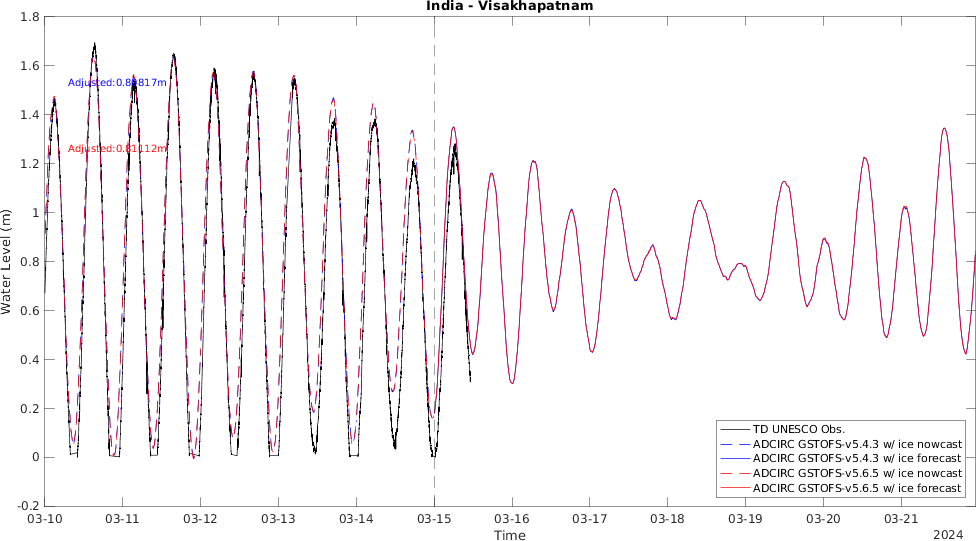 India - Visakhapatnam
1.8
1.6
1.4
1.2
1
0.8
0.6
0.4
0.2
0
-0.2
Water Level (m)
Adjusted:0.80817m
Adjusted:0.81112m
TD UNESCO Obs.
ADCIRC GSTOFS-v5.4.3 w/ ice nowcast
ADCIRC GSTOFS-v5.4.3 w/ ice forecast
ADCIRC GSTOFS-v5.6.5 w/ ice nowcast
ADCIRC GSTOFS-v5.6.5 w/ ice forecast
03-10 03-11 03-12 03-13 03-14 03-15 03-16 03-17 03-18 03-19 03-20 03-21
Time
2024